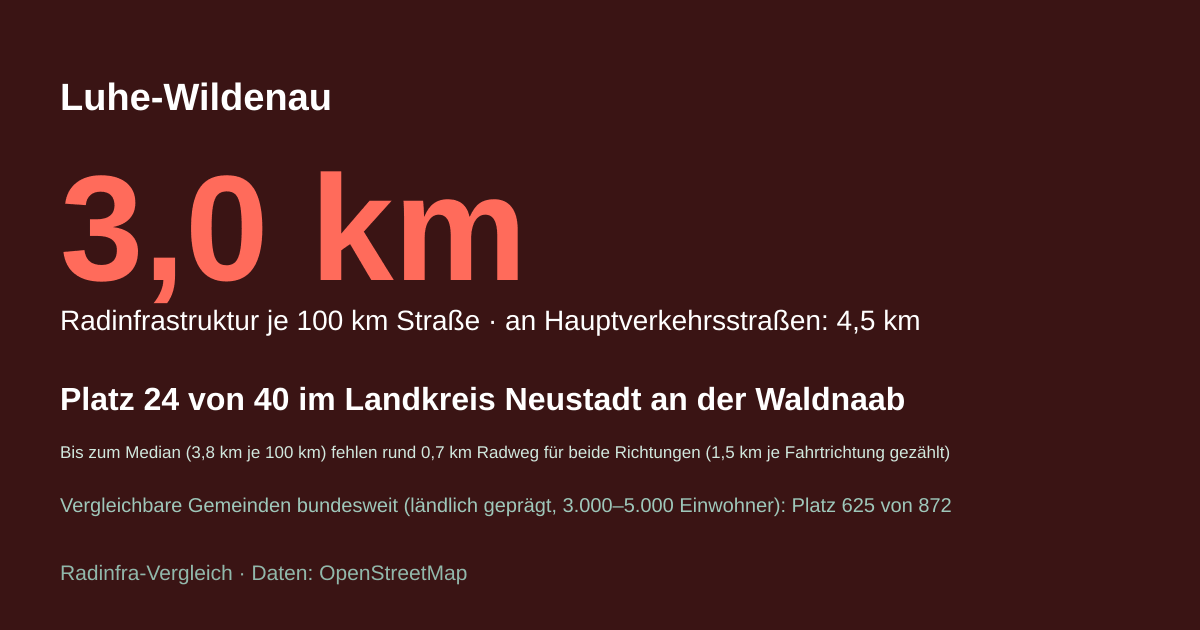 Luhe-Wildenau
3,0 km
Radinfrastruktur je 100 km Straße · an Hauptverkehrsstraßen: 4,5 km
Platz 24 von 40 im Landkreis Neustadt an der Waldnaab
Bis zum Median (3,8 km je 100 km) fehlen rund 0,7 km Radweg für beide Richtungen (1,5 km je Fahrtrichtung gezählt)
Vergleichbare Gemeinden bundesweit (ländlich geprägt, 3.000–5.000 Einwohner): Platz 625 von 872
Radinfra-Vergleich · Daten: OpenStreetMap